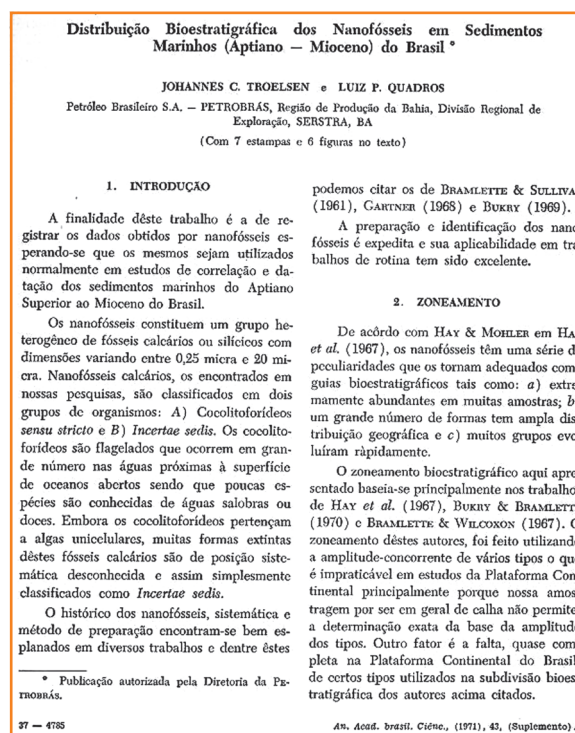 Distribuição Bioestratigráfica dos Nanofósseis em Sedimentos
Marinhos (Aptiano — Mioceno) do Brasil *
JOHANNES C. TROELSEN e LUIZ P. QUADROS
Petróleo Brasileiro S.A. — PETROBRÁS, Região de Produção da Bahia, Divisão Regional de
Exploração, SERSTRA, BA
(Com 7 estampas e 6 figuras no texto)
1. INTRODUÇÃO
A finalidade dêste trabalho é a de re-
gistrar os dados obtidos por nanofósseis es-
perando-se que os mesmos sejam utilizados
normalmente em estudos de correlação e da-
tação dos sedimentos marinhos do Aptiano
Superior ao Mioceno do Brasil.
Os nanofósseis constituem um grupo he-
terogêneo de fósseis calcários ou silícicos com
dimensões variando entre 0,25 micra e 20 mi-
cra. Nanofósseis calcários, os encontrados em
nossas pesquisas, são classificados em dois
grupos de organismos: A) Cocolitoforídeos
sensu stricto e B) Incertae sedis. Os cocolito-
forídeos são flagelados que ocorrem em gran-
de número nas águas próximas à superfície
de oceanos abertos sendo que poucas es-
pécies são conhecidas de águas salobras ou
doces. Embora os cocolitoforídeos pertençam
a algas unicelulares, muitas formas extintas
dêstes fósseis calcários são de posição siste-
mática desconhecida e assim simplesmente
classificados como Incertae sedis.
O histórico dos nanofósseis, sistemática e
método de preparação encontram-se bem es-
planados em diversos trabalhos e dentre êstes
* Publicação autorizada pela Diretoria da PE-
TROBRÁS.
37 — 4785
podemos citar os de BRAMLETTE & SULLIVA
(1961), GARTNER (1968) e BUKRY (1969).
A preparação e identificação dos nano
fósseis é expedita e sua aplicabilidade em tra
balhos de rotina tem sido excelente.
2. ZONEAMENTO
De acôrdo com HAY & MOHLER em HA
et al. (1967), os nanofósseis têm uma série d
peculiaridades que os tornam adequados com
guias bioestratigráficos tais como: a) extre
mamente abundantes em muitas amostras; b
um grande número de formas tem ampla dis
tribuição geográfica e c) muitos grupos evo
luíram ràpidamente.
O zoneamento bioestratigráfico aqui apre
sentado baseia-se principalmente nos trabalho
de HAY et al. (1967), BUKRY & BRAMLETT
(1970) e BRAMLETTE & WILCOXON (1967). O
zoneamento dêstes autores, foi feito utilizand
a amplitude-concorrente de vários tipos o qu
é impraticável em estudos da Plataforma Con
tinental principalmente porque nossa amos
tragem por ser em geral de calha não permite
a determinação exata da base da amplitud
dos tipos. Outro fator é a falta, quase com
pleta na Plataforma Continental do Brasil
de certos tipos utilizados na subdivisão bioes
tratigráfica dos autores acima citados.
An. Acad. brasil. Ciênc., (1971), 43, (Suplemento).